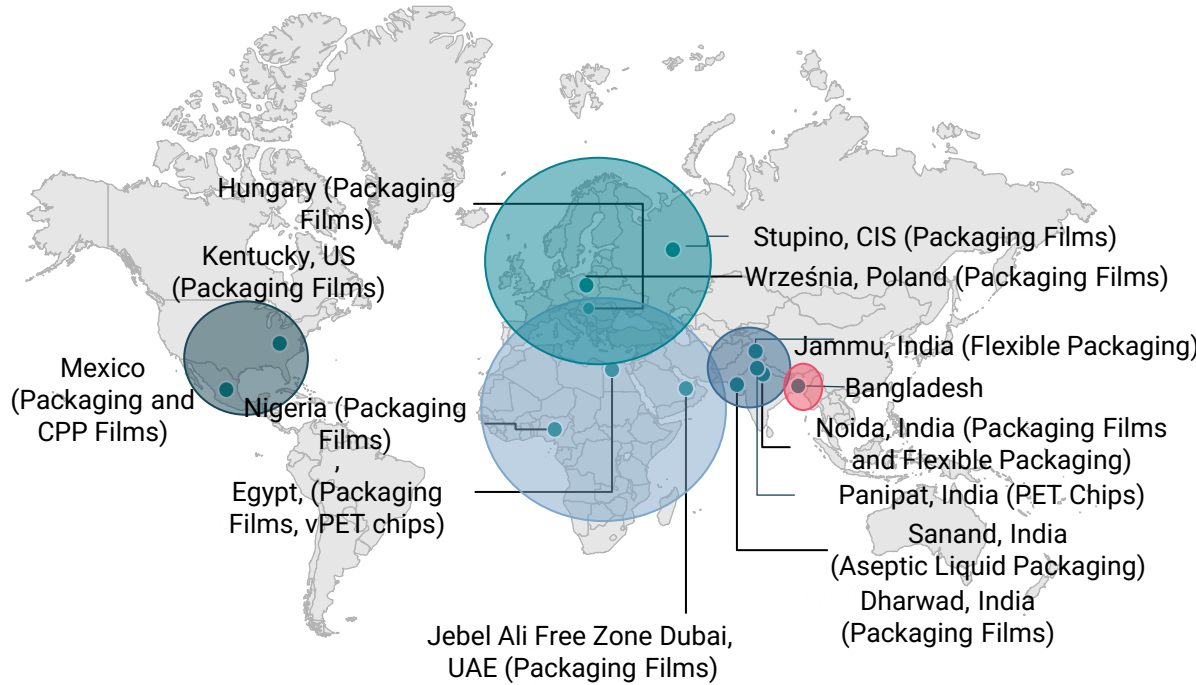 Hungary (Packaging
Films)
Kentucky, US
(Packaging Films)
Mexico
(Packaging and
CPP Films)
Nigeria (Packaging
Films)
,
Egypt, (Packaging
Films, vPET chips)
Jebel Ali Free Zone Dubai,
UAE (Packaging Films)
Stupino, CIS (Packaging Films)
Września, Poland (Packaging Films)
Jammu, India (Flexible Packaging)
Bangladesh
Noida, India (Packaging Films
and Flexible Packaging)
Panipat, India (PET Chips)
Sanand, India
(Aseptic Liquid Packaging)
Dharwad, India
(Packaging Films)